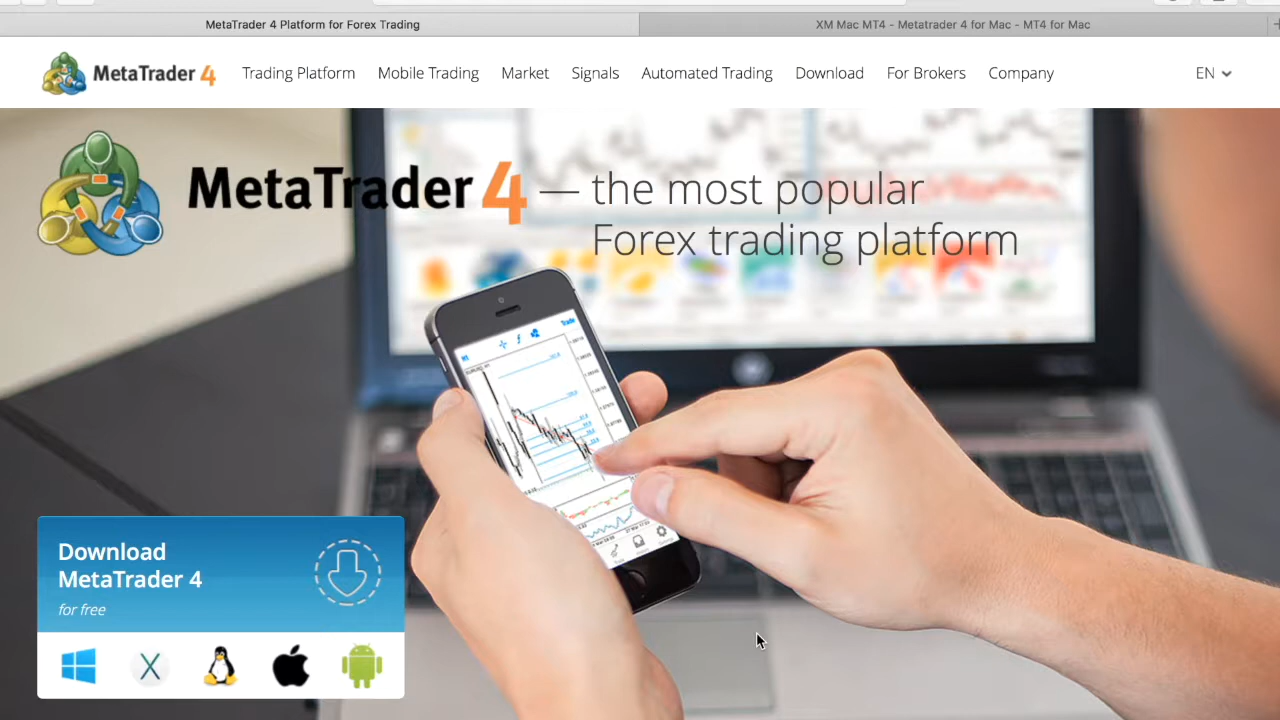 MetaTrader 4 Platform for Forex Trading
XM Mac MT4 - Metatrader 4 for Mac - MT4 for Mac
MetaTrader 4 Trading Platform Mobile Trading Market Signals Automated Trading Download For Brokers Company EN
MetaTrader 4 — the most popular
Forex trading platform
Trade
Download
MetaTrader 4
for free